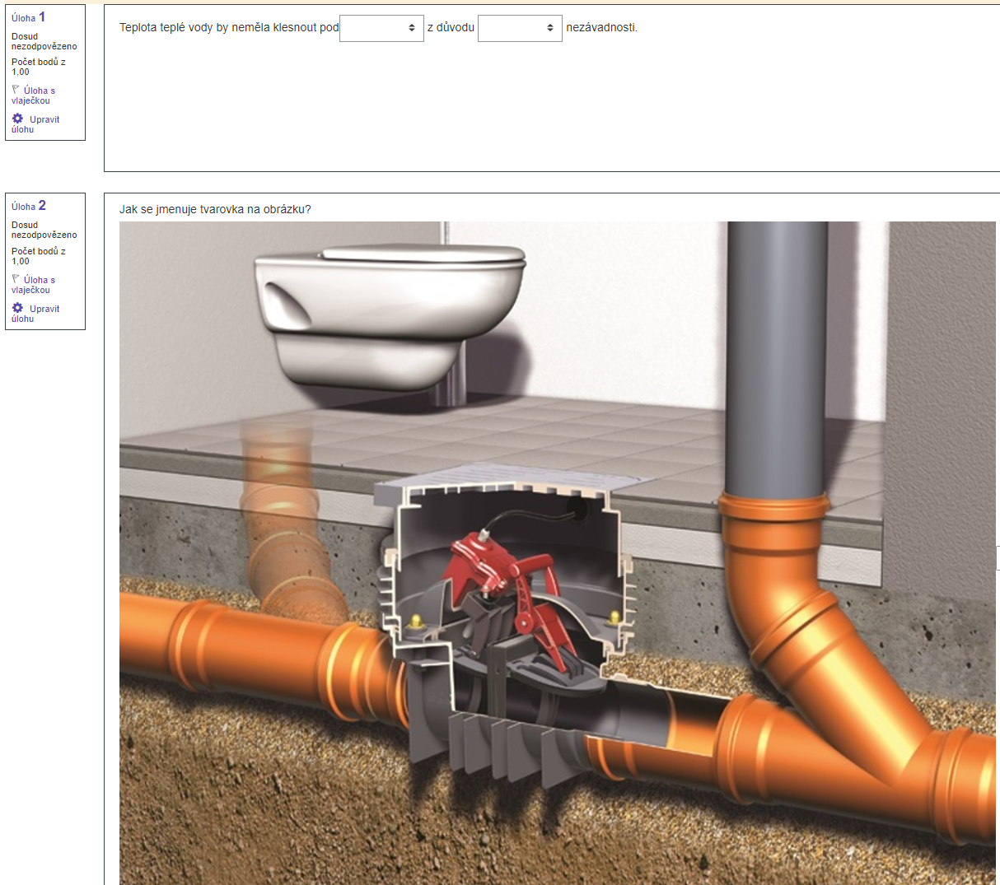 Úloha 1
Dosud
nezodpovězeno
Počet bodů z
1,00
Úloha s
vlaječkou
Upravit
úlohu
Teplota teplé vody by neměla klesnout pod z důvodu nezávadnosti.
Úloha 2
Dosud
nezodpovězeno
Počet bodů z
1,00
Úloha s
vlaječkou
Upravit
úlohu
Jak se jmenuje tvarovka na obrázku?